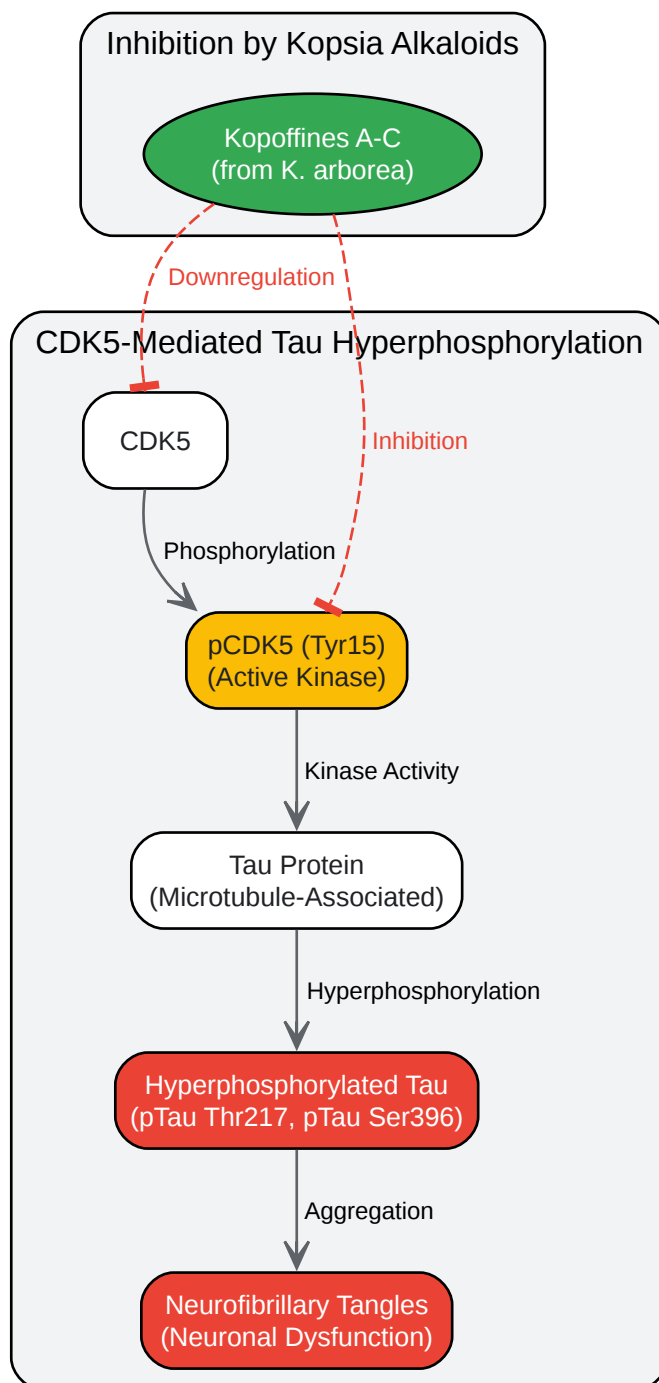 Inhibition by Kopsia Alkaloids
Kopoffines A-C
(from K. arborea)
Downregulation
CDK5-Mediated Tau Hyperphosphorylation
CDK5
Inhibition
Phosphorylation
pCDK5 (Tyr15)
(Active Kinase)
Kinase Activity
Tau Protein
(Microtubule-Associated)
Hyperphosphorylation
Hyperphosphorylated Tau
(pTau Thr217, pTau Ser396)
Aggregation
Neurofibrillary Tangles
(Neuronal Dysfunction)